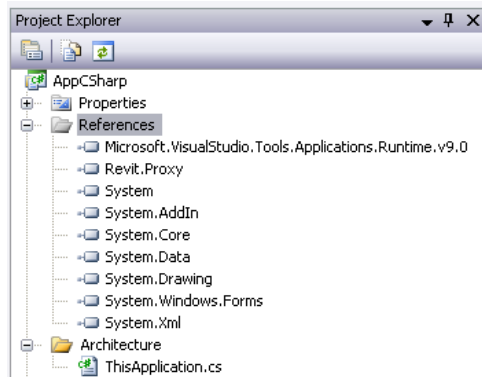 Project Explorer
AppCSharp
Properties
References
Microsoft.VisualStudio.Tools.Applications.Runtime.v9.0
Revit.Proxy
System
System.AddIn
System.Core
System.Data
System.Drawing
System.Windows.Forms
System.Xml
Architecture
ThisApplication.cs